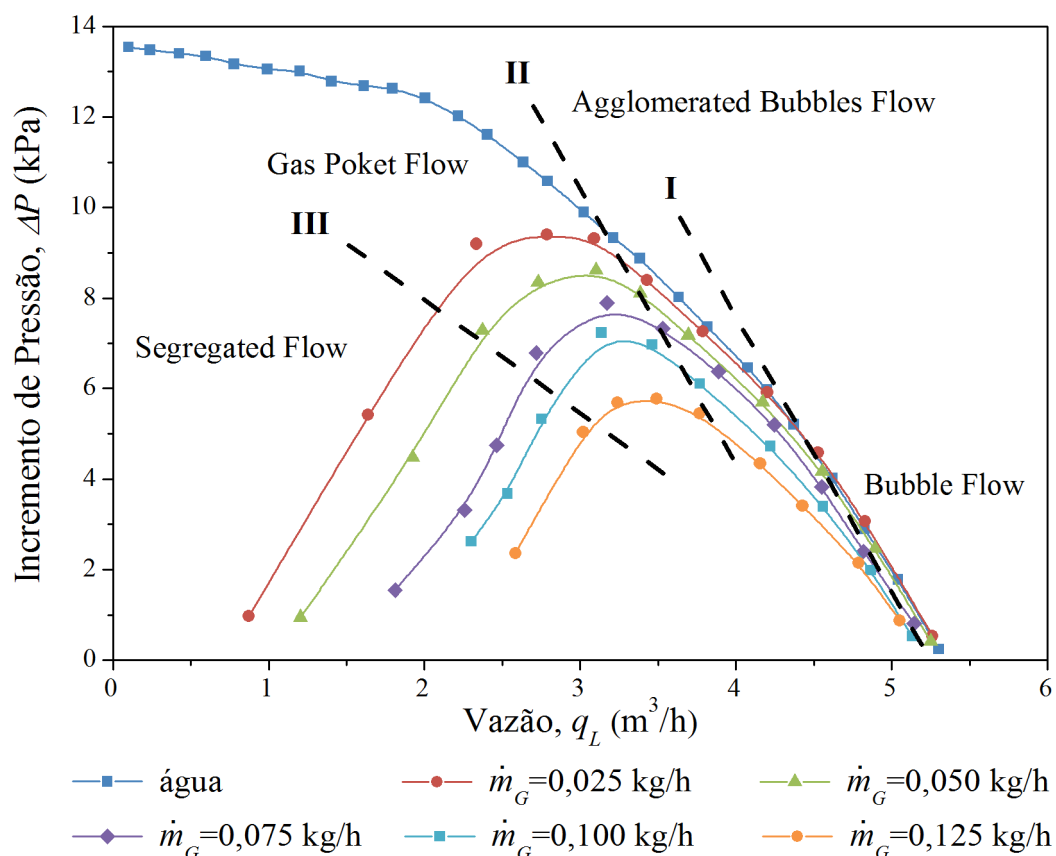 14
12
10
8
6
4
2
0
Incremento de Pressão, ΔP (kPa)
II
Agglomerated Bubbles Flow
Gas Poket Flow
I
III
Segregated Flow
Bubble Flow
0 1 2 3 4 5 6
Vazão, q_L (m³/h)
água
ṁ_G=0,025 kg/h
ṁ_G=0,050 kg/h
ṁ_G=0,075 kg/h
ṁ_G=0,100 kg/h
ṁ_G=0,125 kg/h